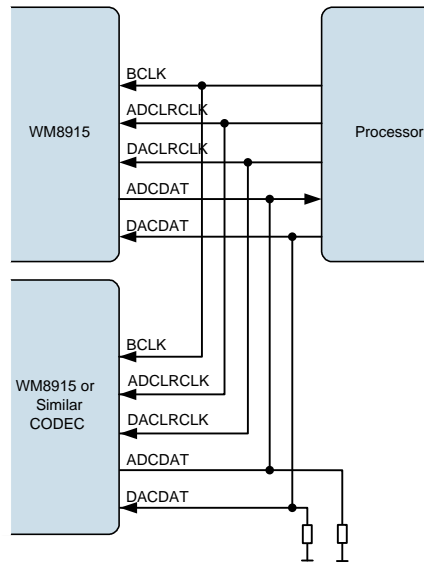 WM8915
BCLK
ADCLRCLK
DACLRCLK
ADCDAT
DACDAT
Processor
WM8915 or
Similar
CODEC
BCLK
ADCLRCLK
DACLRCLK
ADCDAT
DACDAT